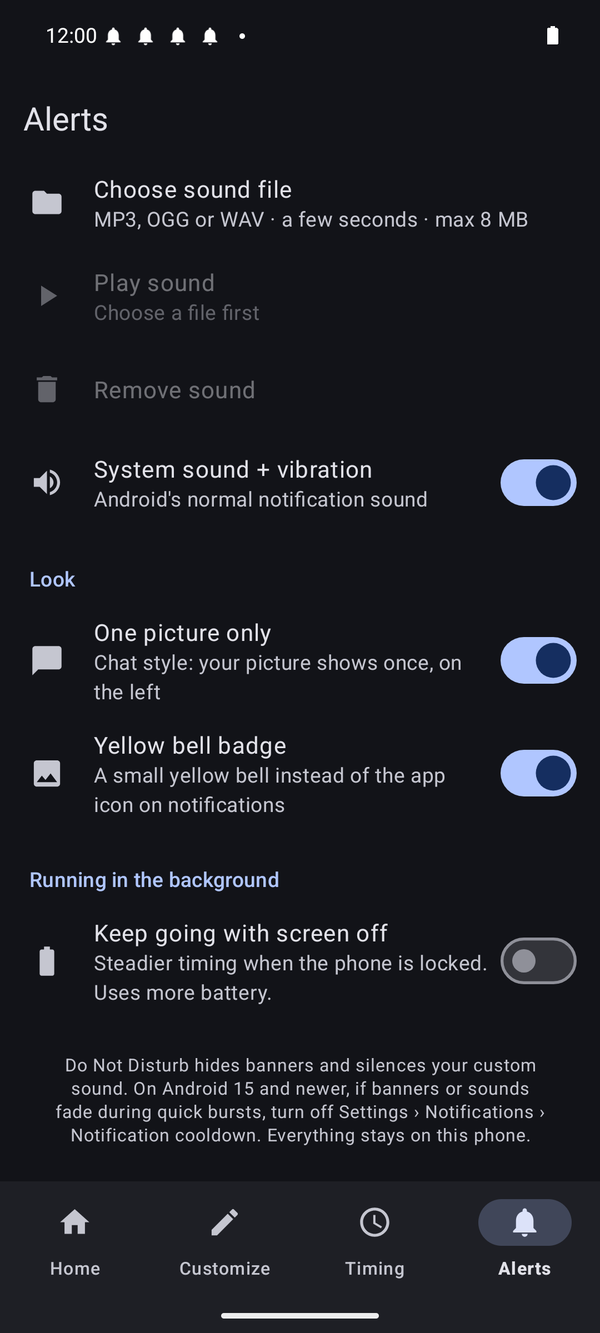 12:00
Alerts
Choose sound file
MP3, OGG or WAV · a few seconds · max 8 MB
Play sound
Choose a file first
Remove sound
System sound + vibration
Android's normal notification sound
Look
One picture only
Chat style: your picture shows once, on
the left
Yellow bell badge
A small yellow bell instead of the app
icon on notifications
Running in the background
Keep going with screen off
Steadier timing when the phone is locked.
Uses more battery.
Do Not Disturb hides banners and silences your custom
sound. On Android 15 and newer, if banners or sounds
fade during quick bursts, turn off Settings › Notifications ›
Notification cooldown. Everything stays on this phone.
Home
Customize
Timing
Alerts